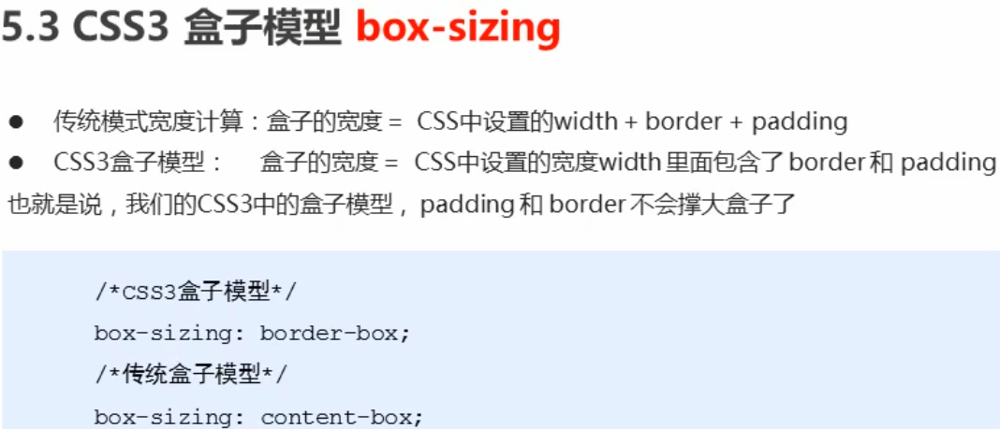 5.3 CSS3 盒子模型 box-sizing
● 传统模式宽度计算：盒子的宽度 = CSS中设置的width + border + padding
● CSS3盒子模型： 盒子的宽度 = CSS中设置的宽度width 里面包含了 border 和 padding
也就是说，我们的CSS3中的盒子模型，padding 和 border 不会撑大盒子了
/*CSS3盒子模型*/
box-sizing: border-box;
/*传统盒子模型*/
box-sizing: content-box;